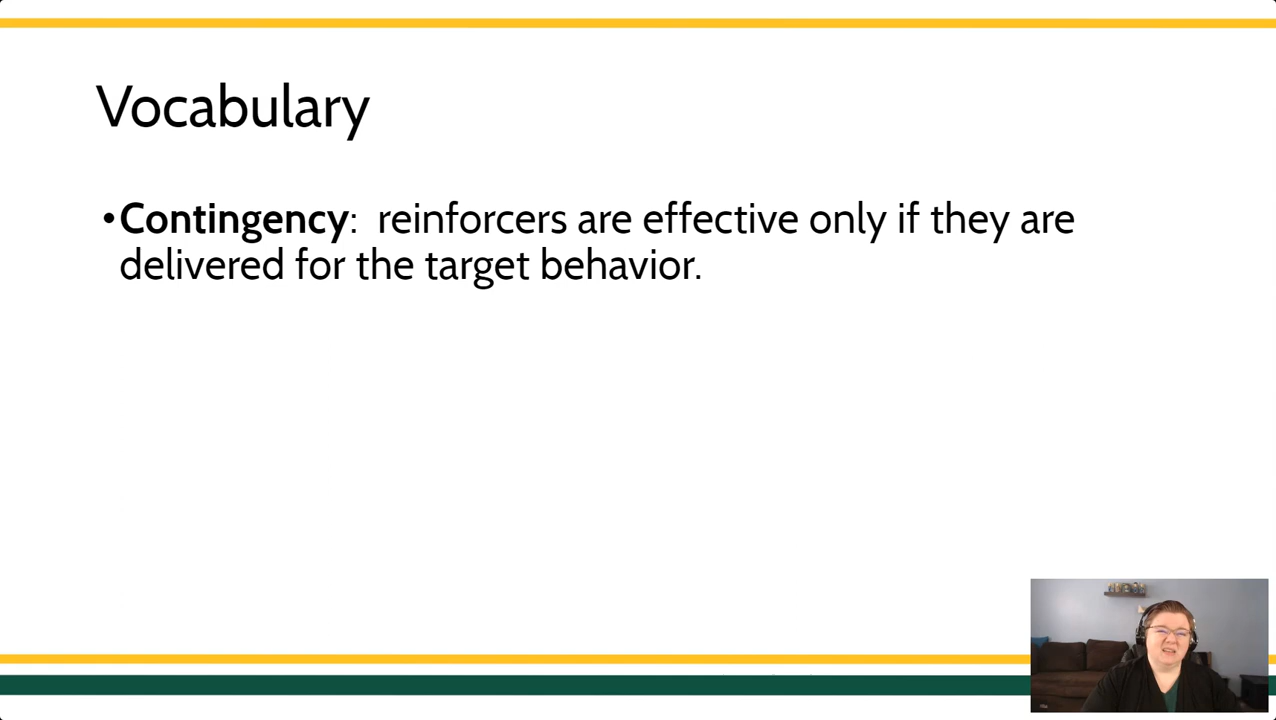 Vocabulary
•Contingency:  reinforcers are effective only if they are
delivered for the target behavior.